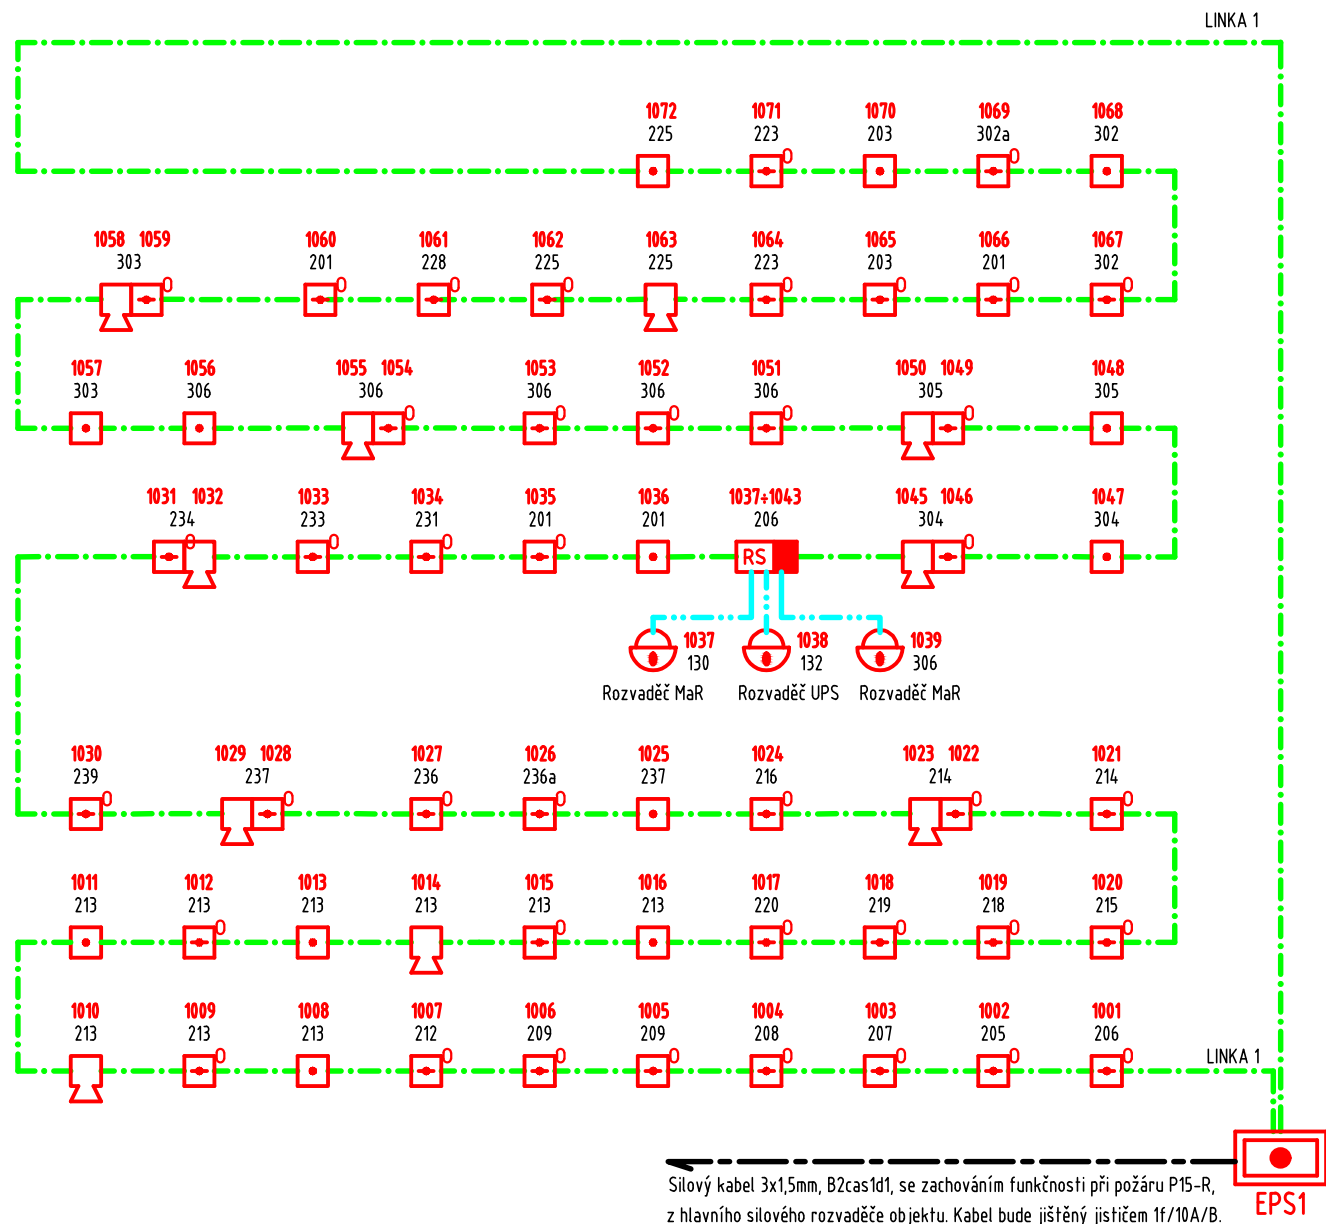 LINKA 1
1072 1071 1070 1069 1068
225 223 203 302a 302
O O
1058 1059 1060 1061 1062 1063 1064 1065 1066 1067
303 201 228 225 225 223 203 201 302
O O O O O O O O
1057 1056 1055 1054 1053 1052 1051 1050 1049 1048
303 306 306 306 306 306 305 305
O O O O O
1031 1032 1033 1034 1035 1036 1037÷1043 1045 1046 1047
234 233 231 201 201 206 304 304
O O O O O
RS
1037 1038 1039
130 132 306
Rozvaděč MaR Rozvaděč UPS Rozvaděč MaR
1030 1029 1028 1027 1026 1025 1024 1023 1022 1021
239 237 236 236a 237 216 214 214
O O O O O O O
1011 1012 1013 1014 1015 1016 1017 1018 1019 1020
213 213 213 213 213 213 220 219 218 215
O O O O O O
1010 1009 1008 1007 1006 1005 1004 1003 1002 1001
213 213 213 212 209 209 208 207 205 206
O O O O O O O O
LINKA 1
Silový kabel 3x1,5mm, B2cas1d1, se zachováním funkčnosti při požáru P15-R,
z hlavního silového rozvaděče objektu. Kabel bude jištěný jističem 1f/10A/B.
EPS1